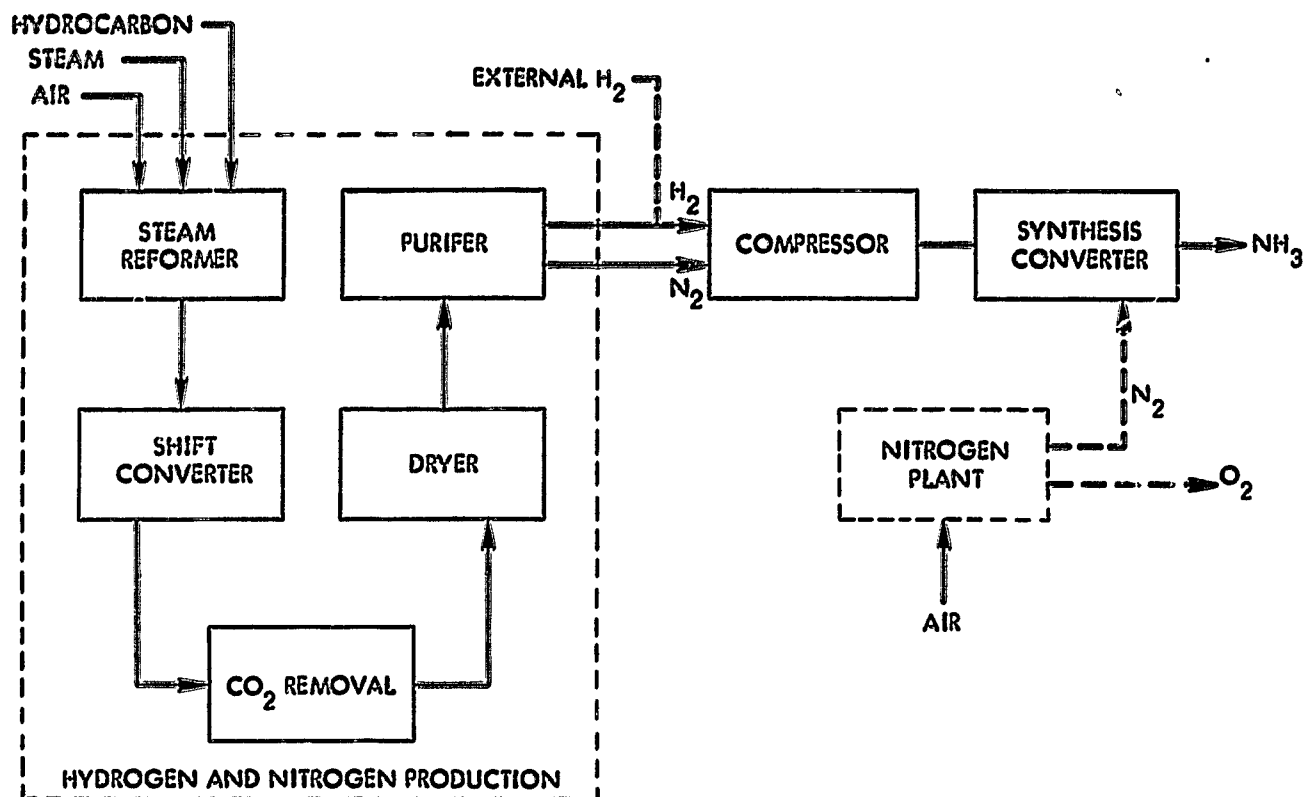 HYDROCARBON
STEAM
AIR
EXTERNAL H2
STEAM
REFORMER
PURIFER
H2
N2
COMPRESSOR
SYNTHESIS
CONVERTER
NH3
SHIFT
CONVERTER
DRYER
NITROGEN
PLANT
N2
O2
AIR
CO2 REMOVAL
HYDROGEN AND NITROGEN PRODUCTION